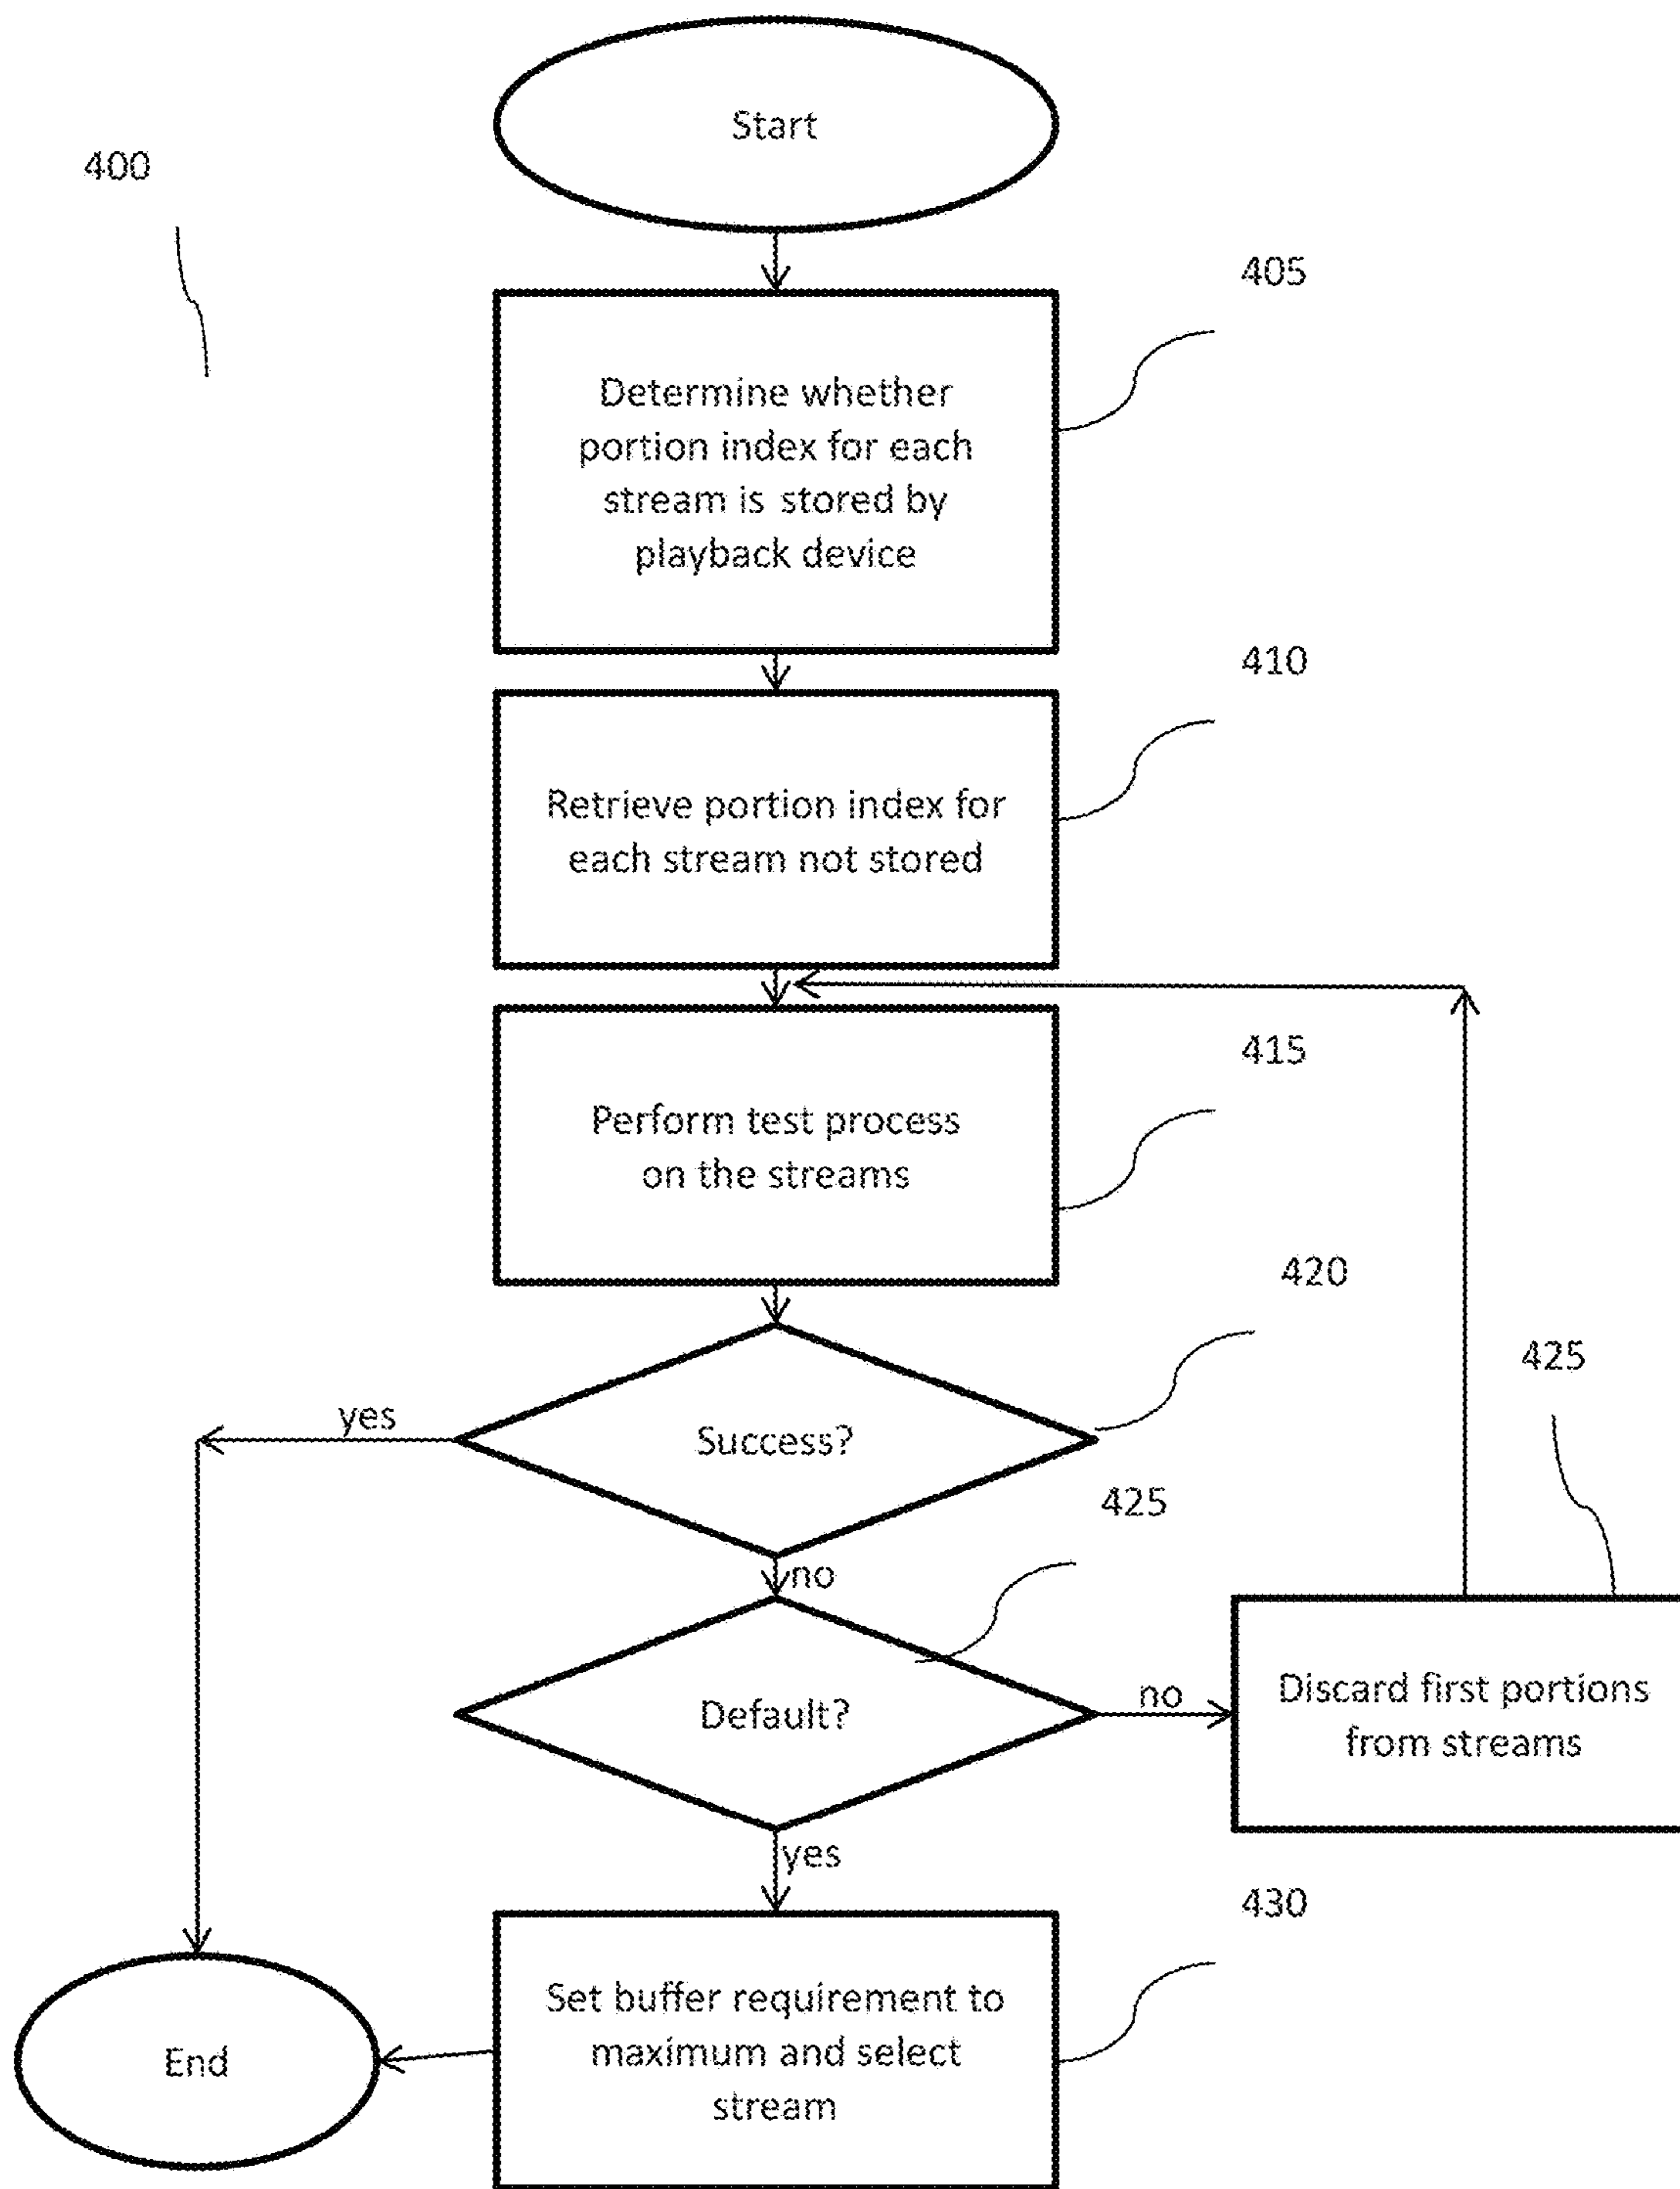 Start
400
405
Determine whether
portion index for each
stream is stored by
playback device
410
Retrieve portion index for
each stream not stored
415
Perform test process
on the streams
420
425
yes
Success?
425
no
Default?
no
Discard first portions
from streams
yes
430
Set buffer requirement to
maximum and select
stream
End